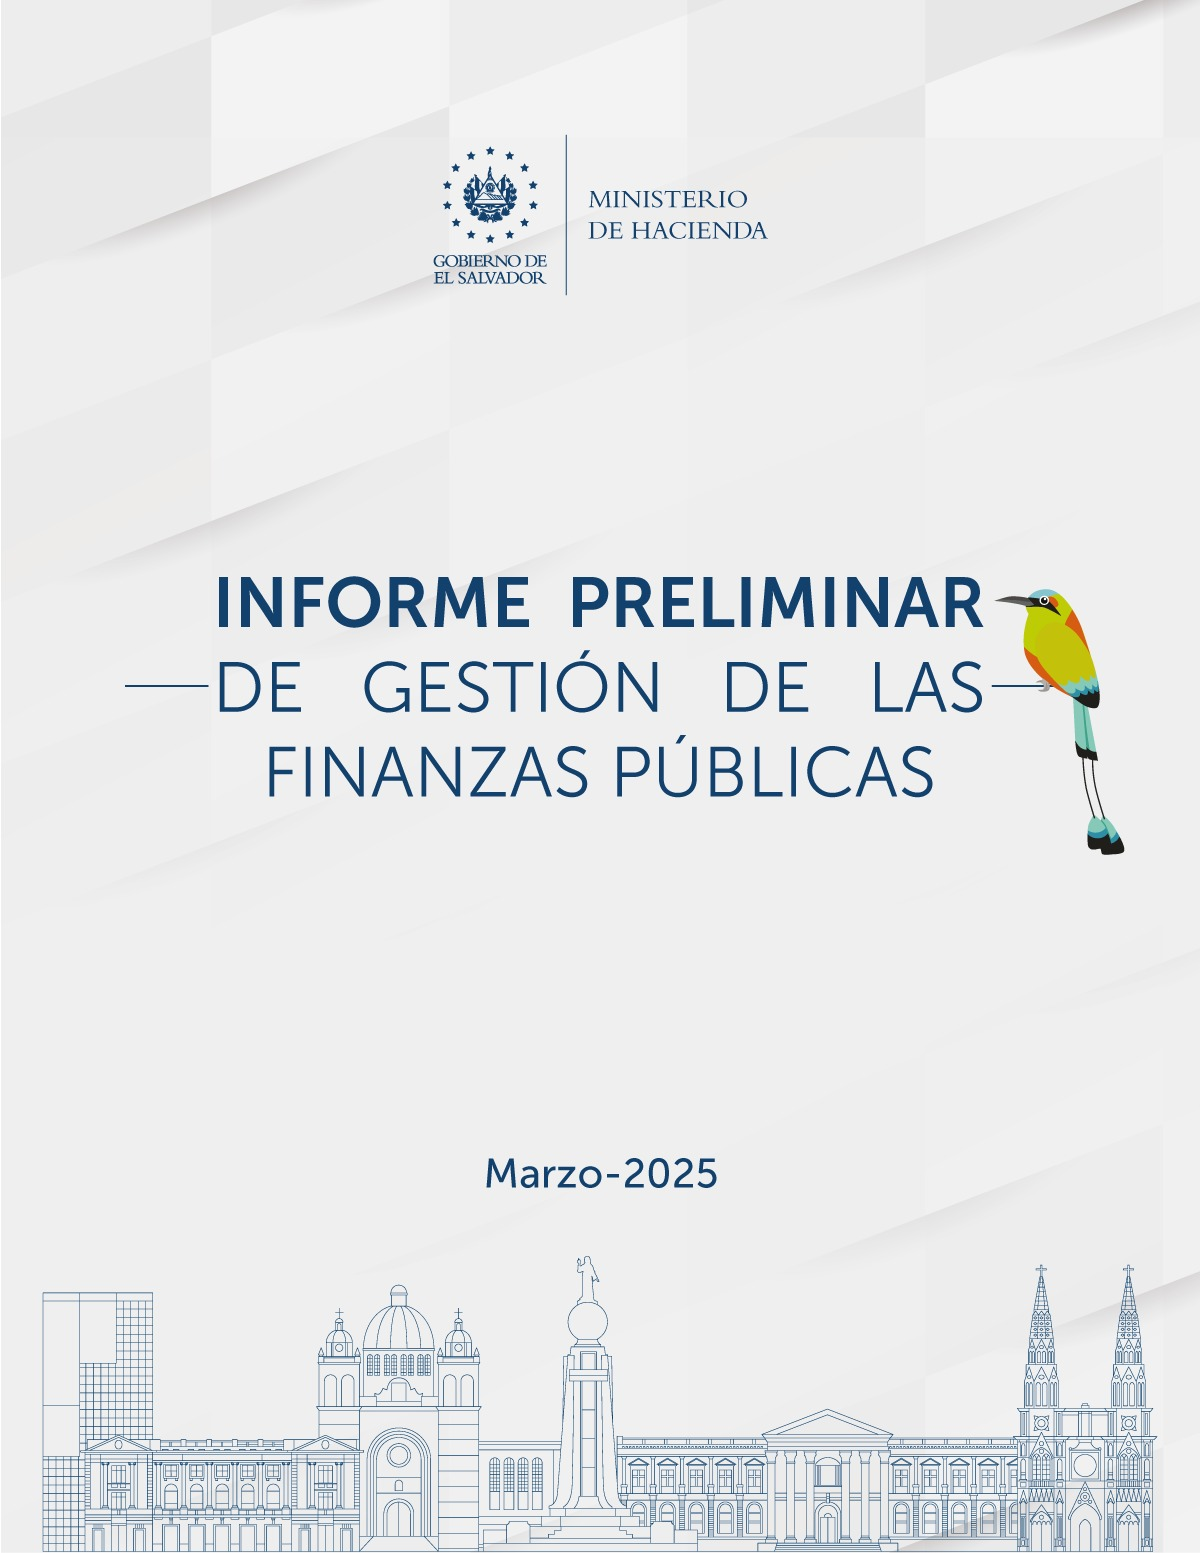 GOBIERNO DE
EL SALVADOR
MINISTERIO
DE HACIENDA
INFORME PRELIMINAR
DE GESTIÓN DE LAS
FINANZAS PÚBLICAS
Marzo-2025